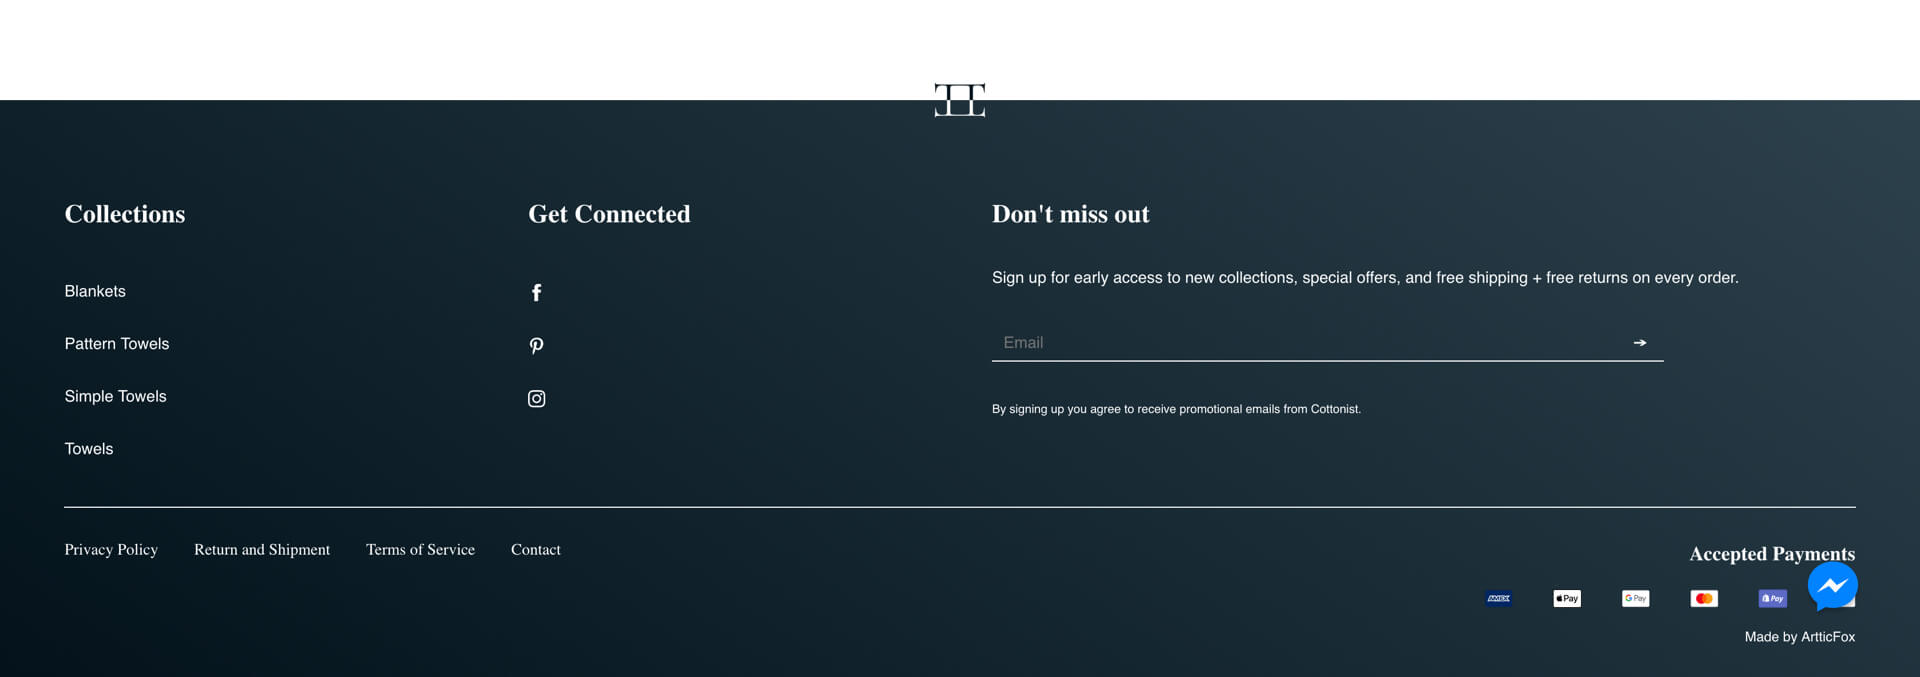 Collections
Blankets
Pattern Towels
Simple Towels
Towels
Get Connected
Don't miss out
Sign up for early access to new collections, special offers, and free shipping + free returns on every order.
Email
By signing up you agree to receive promotional emails from Cottonist.
Privacy Policy
Return and Shipment
Terms of Service
Contact
Accepted Payments
AMEX
Pay
G Pay
Pay
Made by ArtticFox